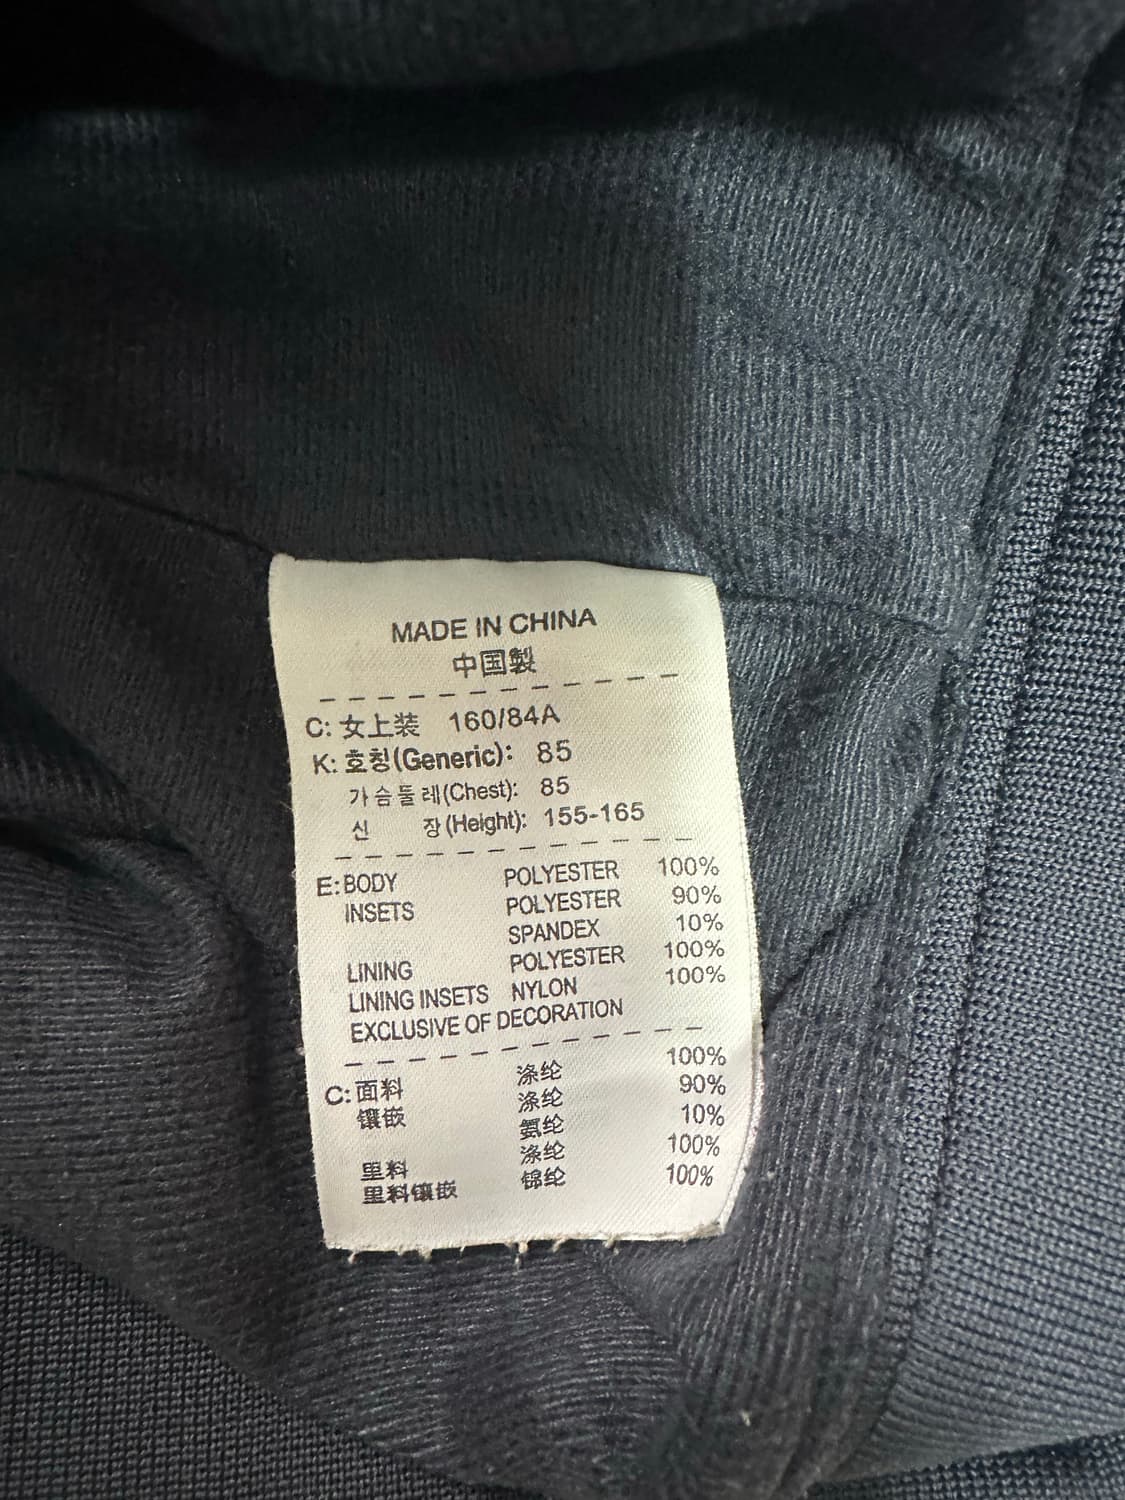 MADE IN CHINA
中国製
C: 女上装 160/84A
K: 호칭(Generic): 85
가슴둘레(Chest): 85
신 장(Height): 155-165
E: BODY POLYESTER 100%
INSETS POLYESTER 90%
SPANDEX 10%
LINING POLYESTER 100%
LINING INSETS NYLON 100%
EXCLUSIVE OF DECORATION
C: 面料 涤纶 100%
镶嵌 涤纶 90%
氨纶 10%
里料 涤纶 100%
里料镶嵌 锦纶 100%